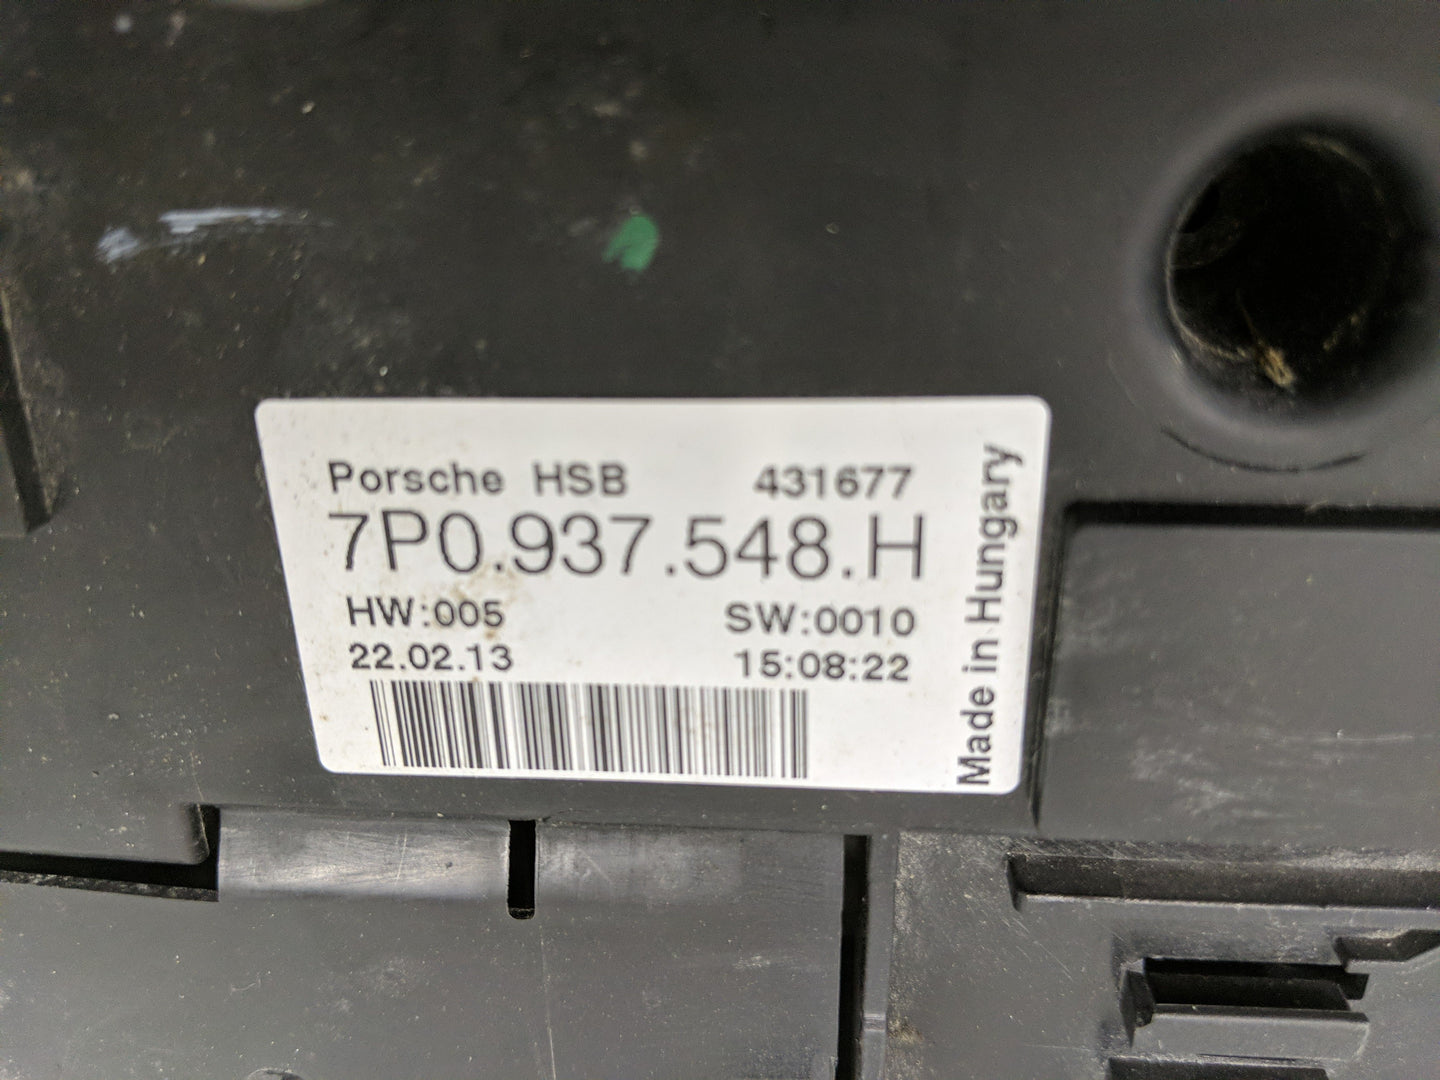 Porsche HSB 431677
7P0.937.548.H
HW:005 SW:0010
22.02.13 15:08:22
Made in Hungary